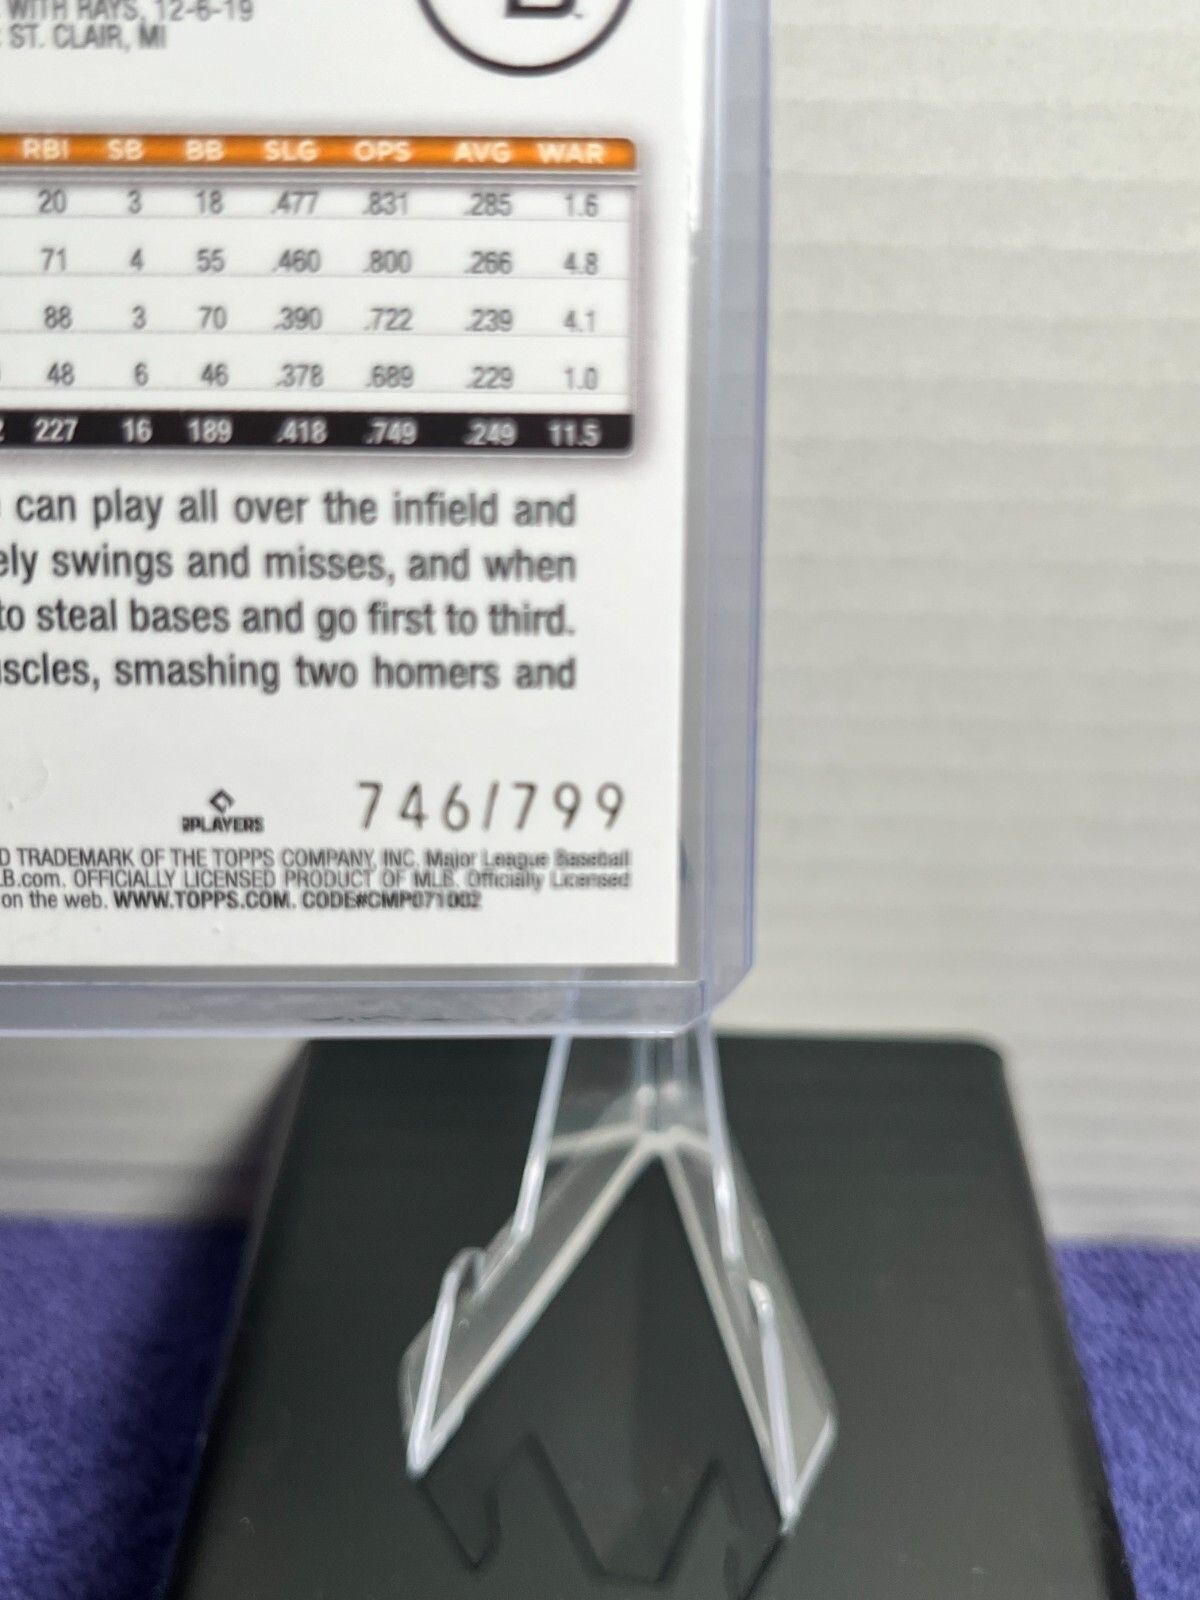 WITH RAYS, 12-6-19
ST. CLAIR, MI
RBI SB BB SLG OPS AVG WAR
20 3 18 .477 .831 .285 1.6
71 4 55 .460 .800 .266 4.8
88 3 70 .390 .722 .239 4.1
48 6 46 .378 .689 .229 1.0
2 227 16 189 .418 .749 .249 11.5
can play all over the infield and
ely swings and misses, and when
to steal bases and go first to third.
uscles, smashing two homers and
746/799
PLAYERS
D TRADEMARK OF THE TOPPS COMPANY, INC. Major League Baseball
LB.com. OFFICIALLY LICENSED PRODUCT OF MLB. Officially Licensed
on the web. WWW.TOPPS.COM. CODE#CMP071002